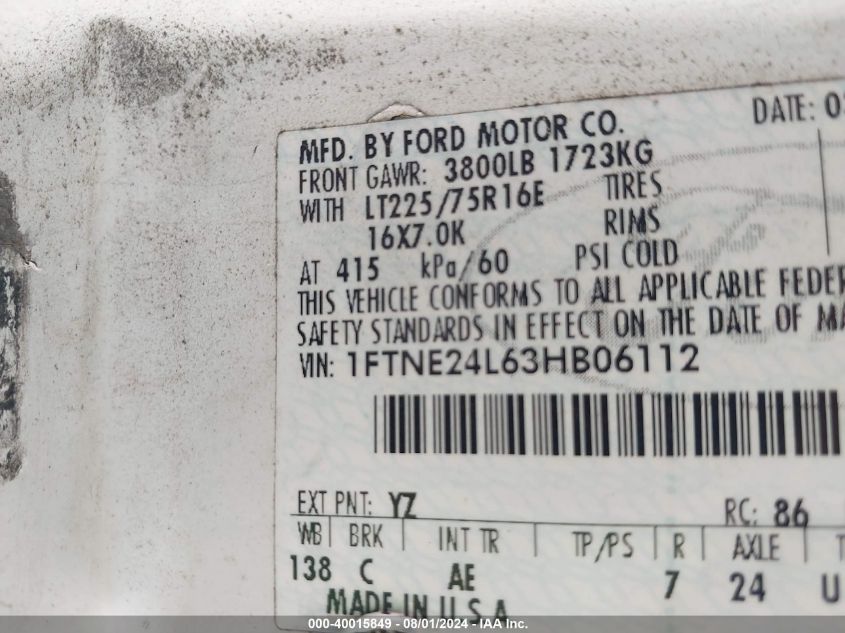 DATE: 0
MFD. BY FORD MOTOR CO.
FRONT GAWR: 3800LB 1723KG
WITH LT225/75R16E TIRES
16X7.0K RIMS
AT 415 kPa/60 PSI COLD
THIS VEHICLE CONFORMS TO ALL APPLICABLE FEDER
SAFETY STANDARDS IN EFFECT ON THE DATE OF MA
VIN: 1FTNE24L63HB06112
EXT PNT: YZ RC: 86
WB BRK INT TR TP/PS R AXLE T
138 C AE 7 24 U
MADE IN U.S.A
000-40015849 - 08/01/2024 - IAA Inc.